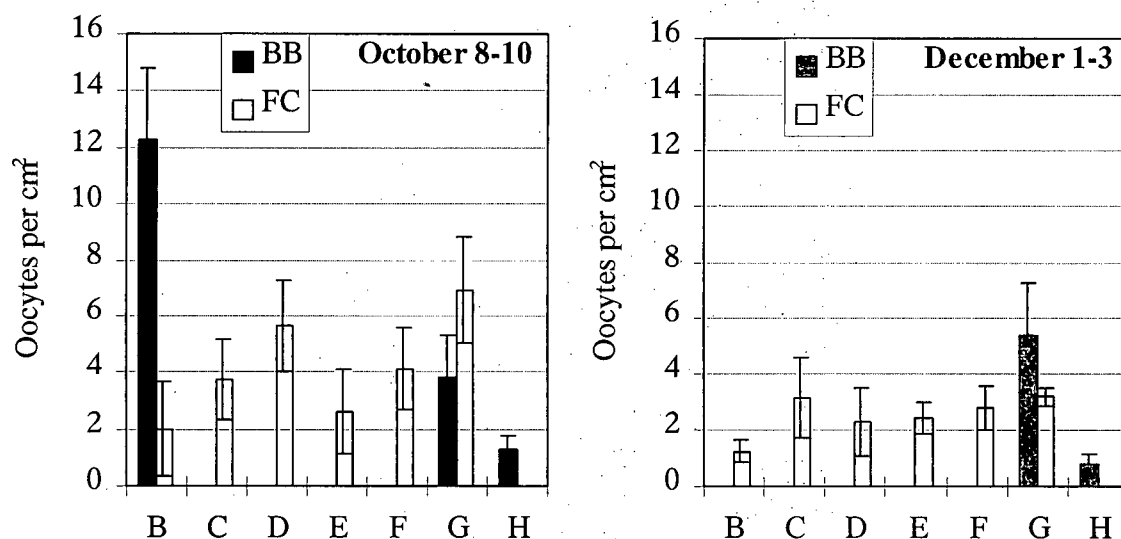 October 8-10
BB
FC
Oocytes per cm²
16
14
12
10
8
6
4
2
0
B C D E F G H
December 1-3
BB
FC
Oocytes per cm²
16
14
12
10
8
6
4
2
0
B C D E F G H